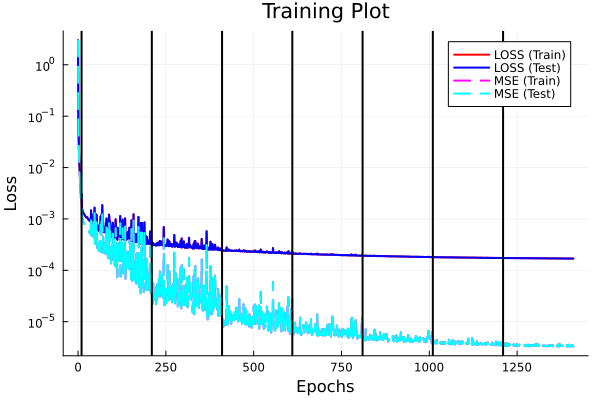 Training Plot
LOSS (Train)
LOSS (Test)
MSE (Train)
MSE (Test)
10^0
10^-1
10^-2
10^-3
10^-4
10^-5
Loss
0 250 500 750 1000 1250
Epochs